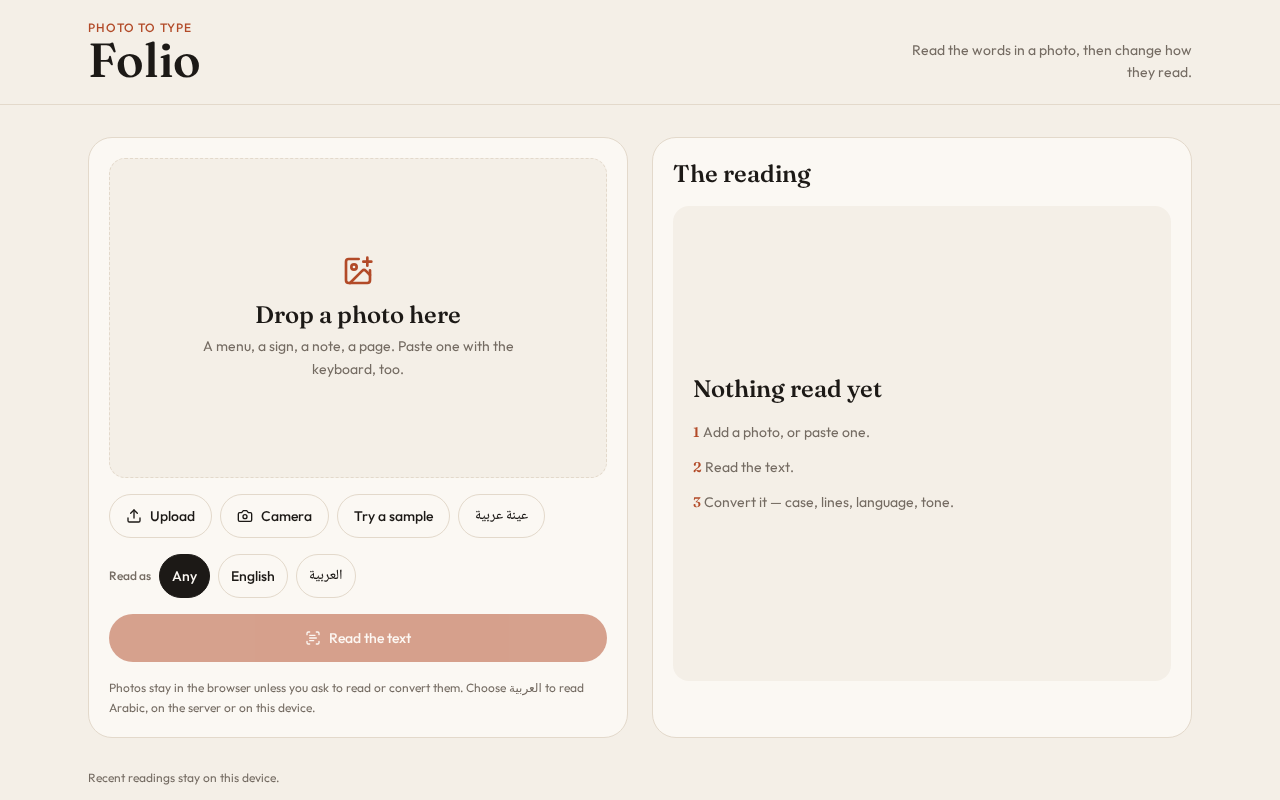 PHOTO TO TYPE
Folio
Read the words in a photo, then change how
they read.
Drop a photo here
A menu, a sign, a note, a page. Paste one with the
keyboard, too.
Upload
Camera
Try a sample
عينة عربية
Read as
Any
English
العربية
Read the text
Photos stay in the browser unless you ask to read or convert them. Choose العربية to read
Arabic, on the server or on this device.
The reading
Nothing read yet
1 Add a photo, or paste one.
2 Read the text.
3 Convert it — case, lines, language, tone.
Recent readings stay on this device.